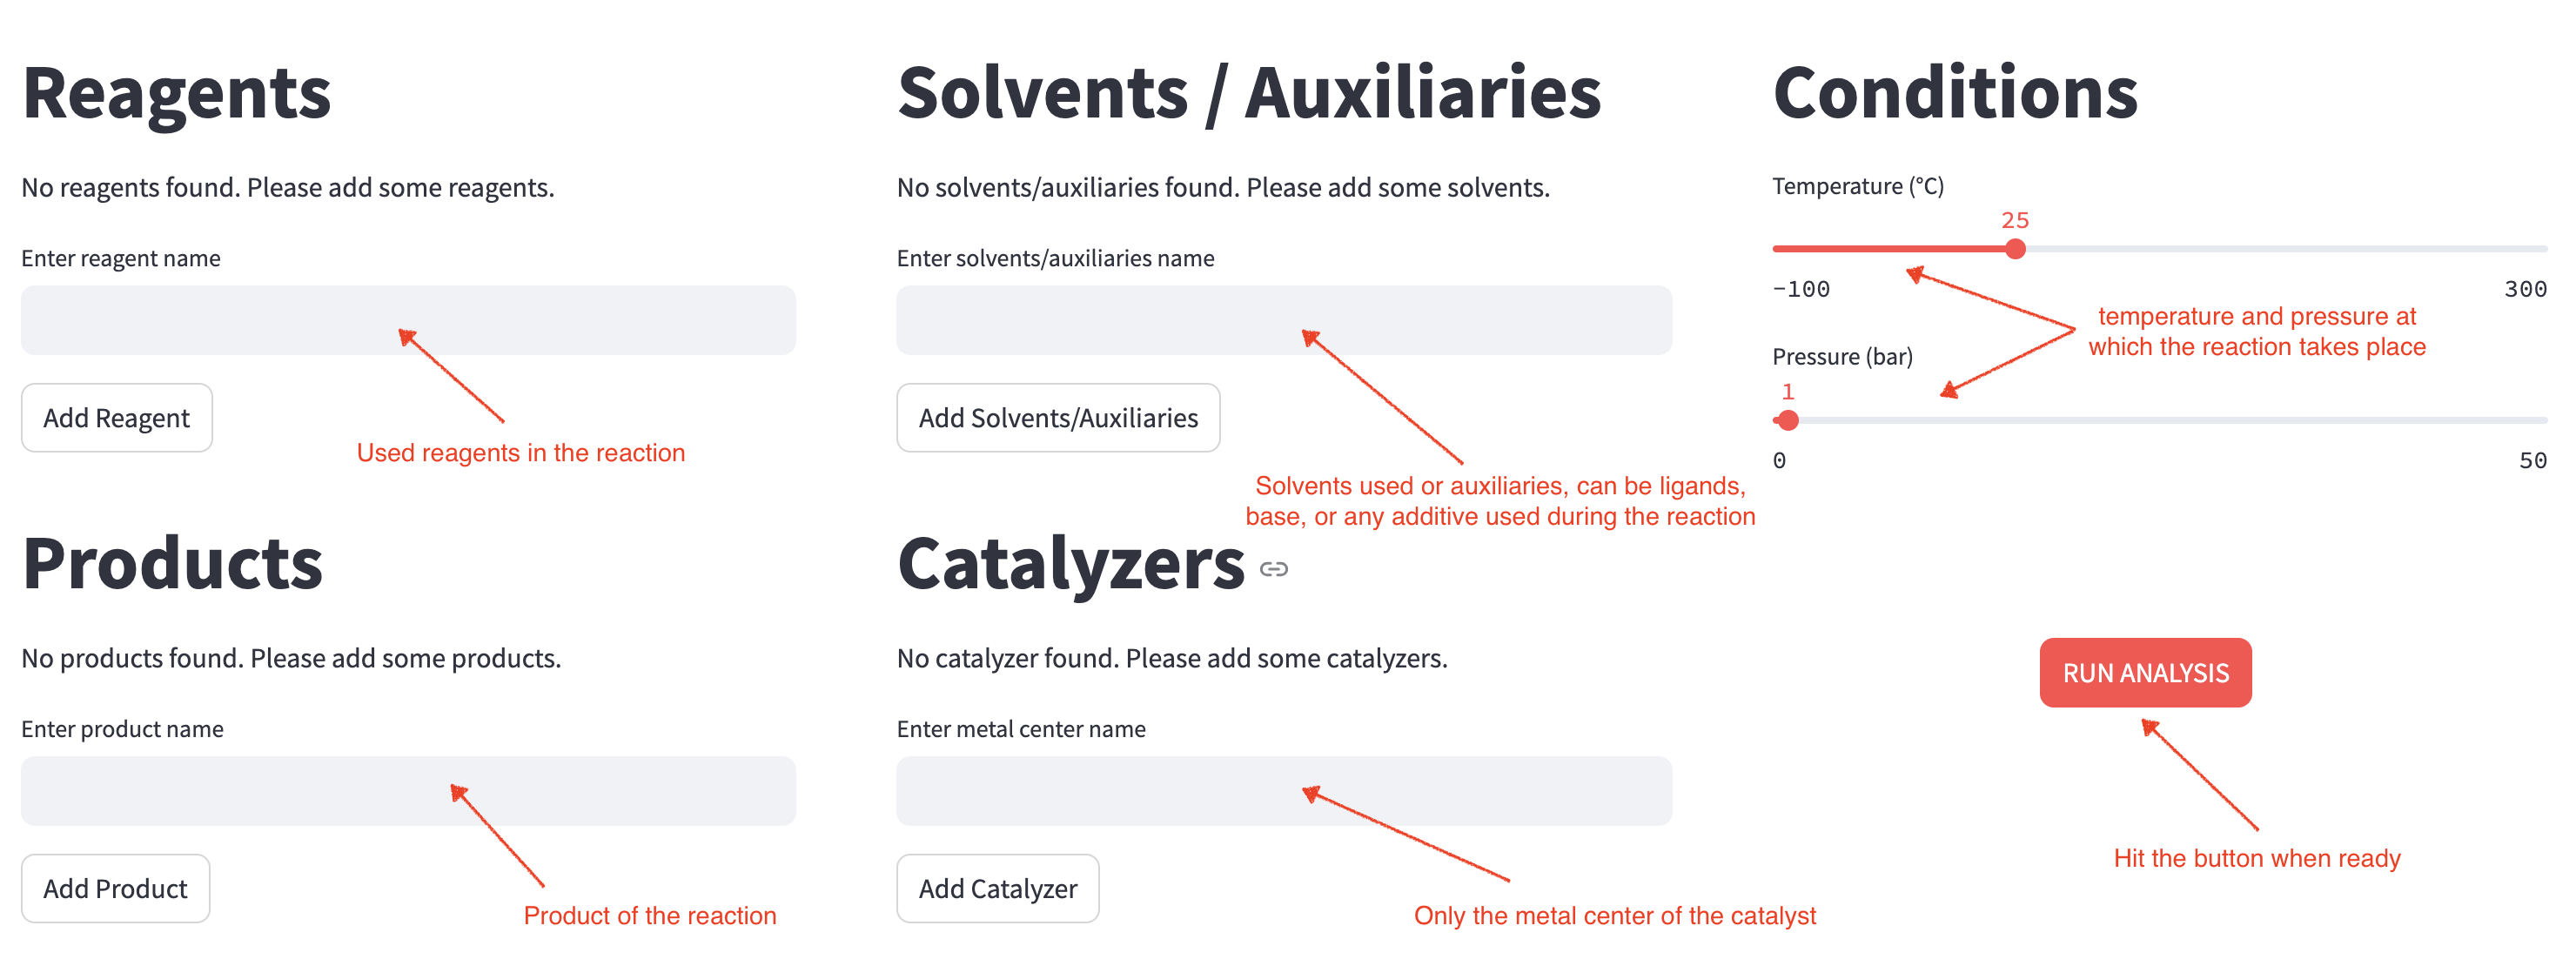 Reagents
No reagents found. Please add some reagents.
Enter reagent name
Add Reagent
Used reagents in the reaction
Products
No products found. Please add some products.
Enter product name
Add Product
Product of the reaction
Solvents / Auxiliaries
No solvents/auxiliaries found. Please add some solvents.
Enter solvents/auxiliaries name
Add Solvents/Auxiliaries
Solvents used or auxiliaries, can be ligands,
base, or any additive used during the reaction
Catalyzers
No catalyzer found. Please add some catalyzers.
Enter metal center name
Add Catalyzer
Only the metal center of the catalyst
Conditions
Temperature (°C)
25
-100 300
temperature and pressure at
which the reaction takes place
Pressure (bar)
1
0 50
RUN ANALYSIS
Hit the button when ready